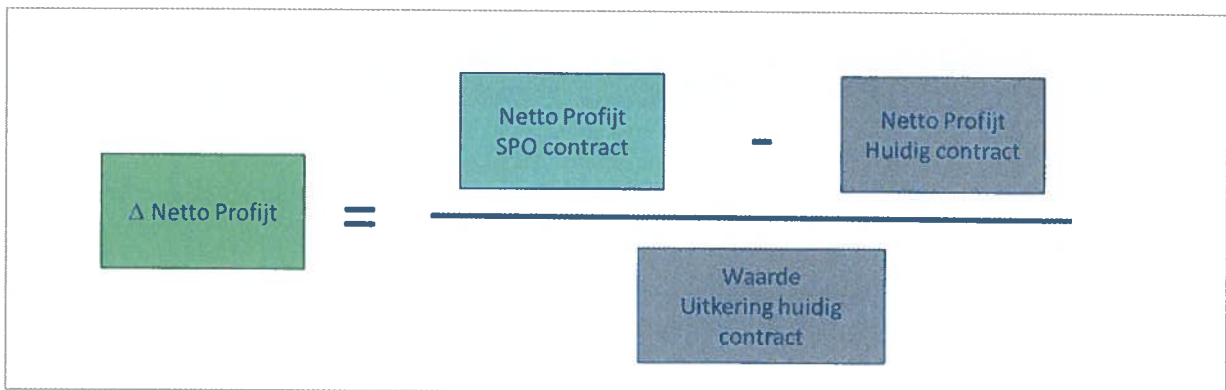 Δ Netto Profijt
=
Netto Profijt
SPO contract
-
Netto Profijt
Huidig contract
Waarde
Uitkering huidig
contract